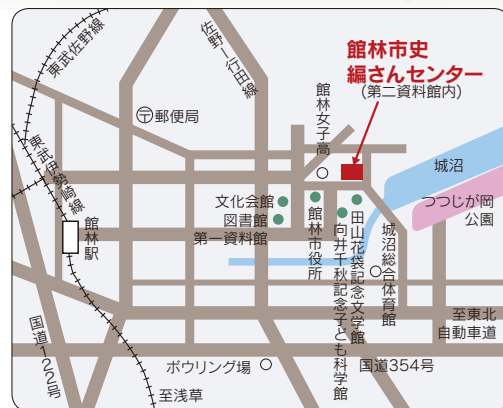 東武佐野線
佐野―行田線
館林市史
編さんセンター
(第二資料館内)
〒郵便局
館林女子高
城沼
東武伊勢崎線
つつじが岡
公園
文化会館
図書館
第一資料館
館林駅
館林市役所
向井千秋記念子ども科学館
田山花袋記念文学館
城沼総合体育館
至東北
自動車道
国道122号
ボウリング場
国道354号
至浅草